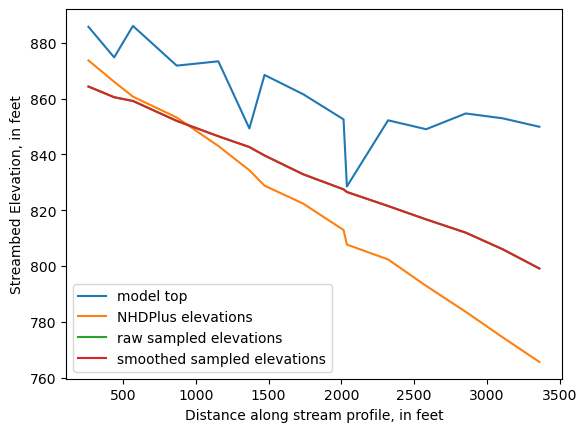 880
860
840
820
800
780
760
Streambed Elevation, in feet
model top
NHDPlus elevations
raw sampled elevations
smoothed sampled elevations
500
1000
1500
2000
2500
3000
3500
Distance along stream profile, in feet